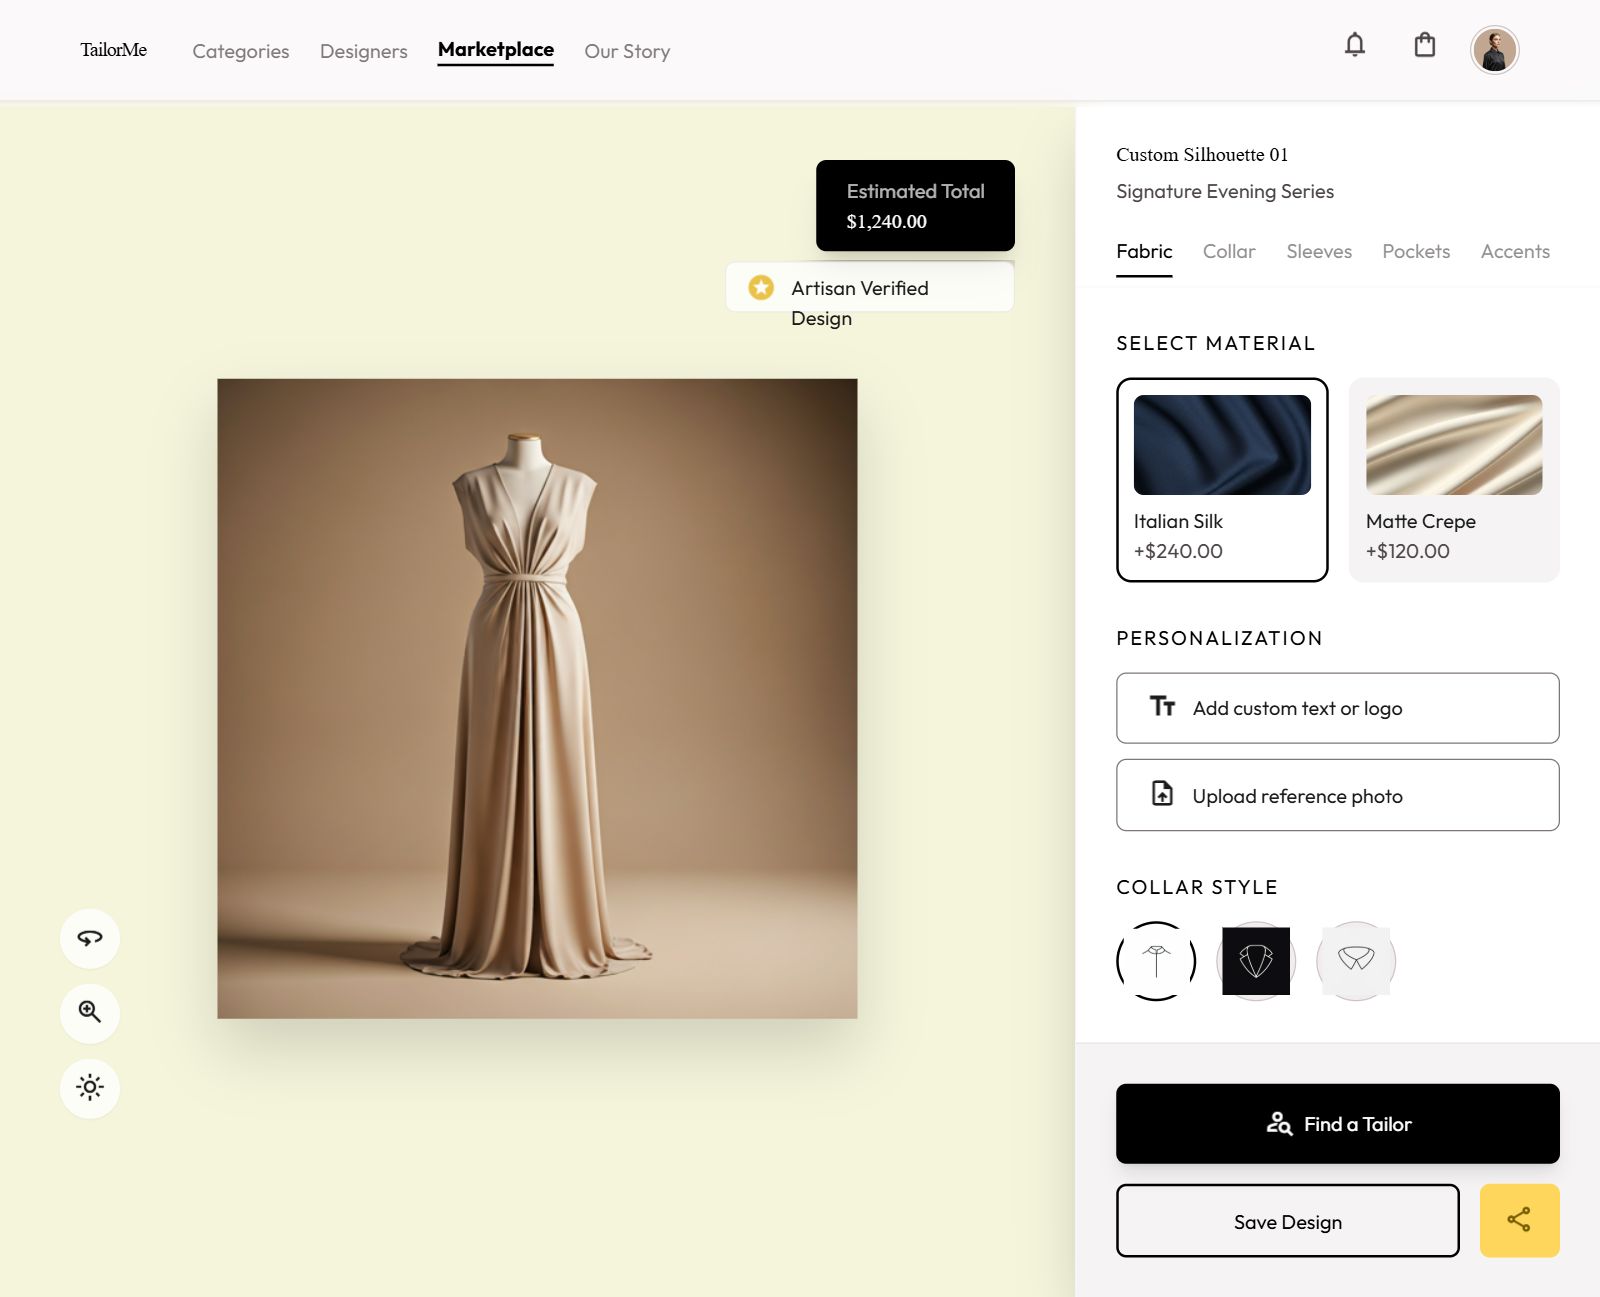 TailorMe
Categories
Designers
Marketplace
Our Story
Estimated Total
$1,240.00
Artisan Verified
Design
Custom Silhouette 01
Signature Evening Series
Fabric
Collar
Sleeves
Pockets
Accents
SELECT MATERIAL
Italian Silk
+$240.00
Matte Crepe
+$120.00
PERSONALIZATION
Add custom text or logo
Upload reference photo
COLLAR STYLE
Find a Tailor
Save Design